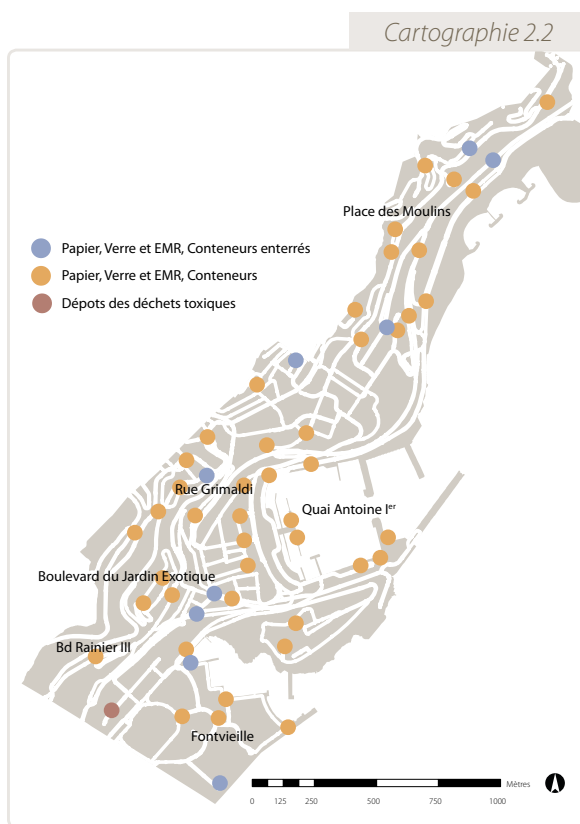 Cartographie 2.2
Place des Moulins
Papier, Verre et EMR, Conteneurs enterrés
Papier, Verre et EMR, Conteneurs
Dépots des déchets toxiques
Rue Grimaldi
Quai Antoine Ier
Boulevard du Jardin Exotique
Bd Rainier III
Fontvieille
Mètres
0 125 250 500 750 1000